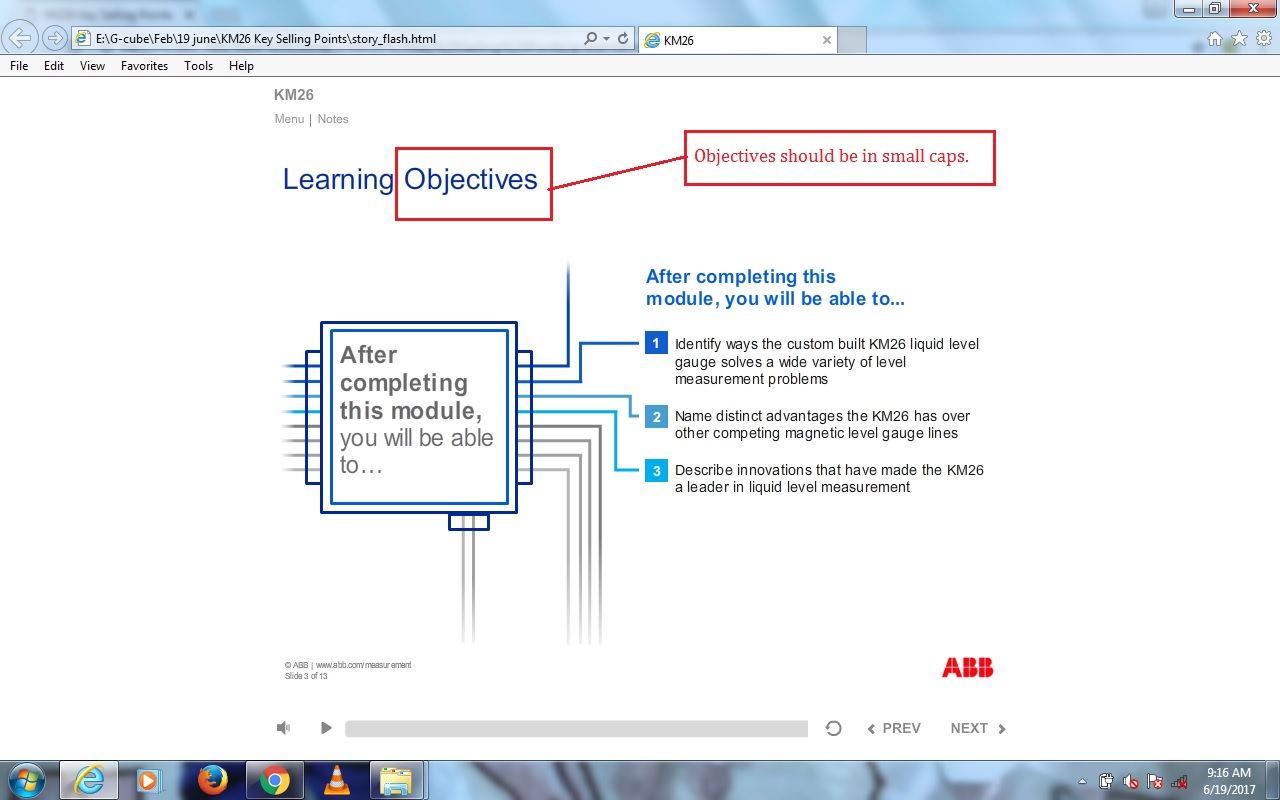 E:\G-cube\Feb\19 june\KM26 Key Selling Points\story_flash.html
KM26
File Edit View Favorites Tools Help
KM26
Menu | Notes
Learning Objectives
Objectives should be in small caps.
After
completing
this module,
you will be able
to…
After completing this
module, you will be able to...
1 Identify ways the custom built KM26 liquid level
gauge solves a wide variety of level
measurement problems
2 Name distinct advantages the KM26 has over
other competing magnetic level gauge lines
3 Describe innovations that have made the KM26
a leader in liquid level measurement
© ABB | www.abb.com/measurement
Slide 3 of 13
ABB
PREV NEXT
9:16 AM
6/19/2017